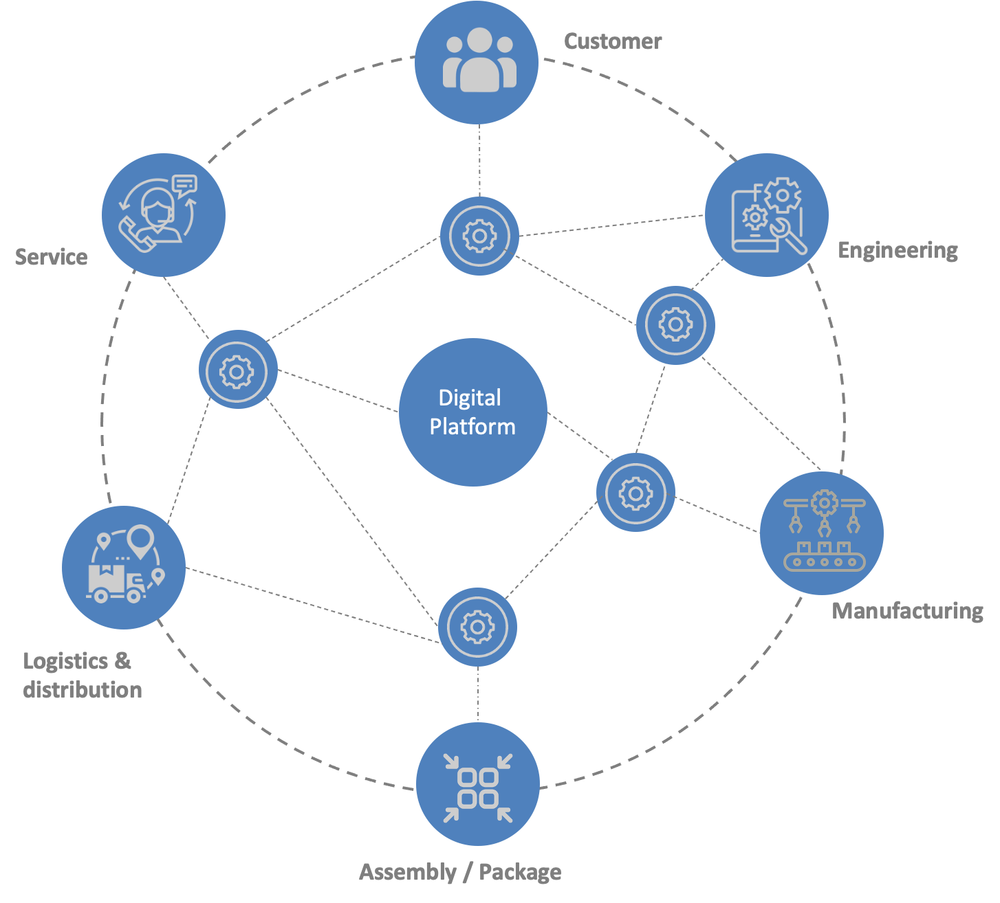 Customer
Service
Engineering
Digital
Platform
Manufacturing
Logistics &
distribution
Assembly / Package